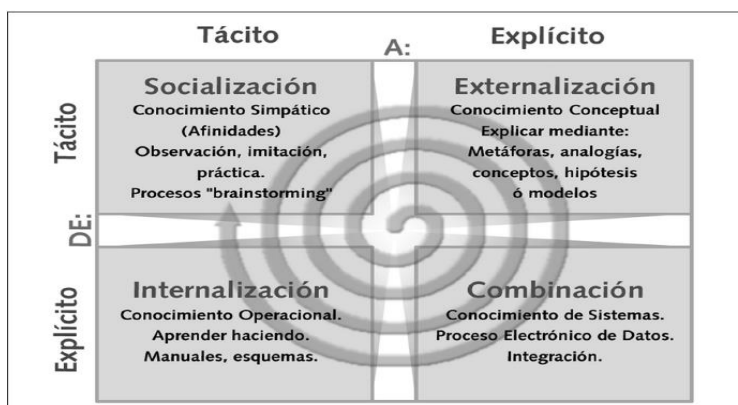 Tácito
A:
Explícito
Tácito
Socialización
Conocimiento Simpático
(Afinidades)
Observación, imitación,
práctica.
Procesos "brainstorming"
Externalización
Conocimiento Conceptual
Explicar mediante:
Metáforas, analogías,
conceptos, hipótesis
ó modelos
DE:
Explícito
Internalización
Conocimiento Operacional.
Aprender haciendo.
Manuales, esquemas.
Combinación
Conocimiento de Sistemas.
Proceso Electrónico de Datos.
Integración.